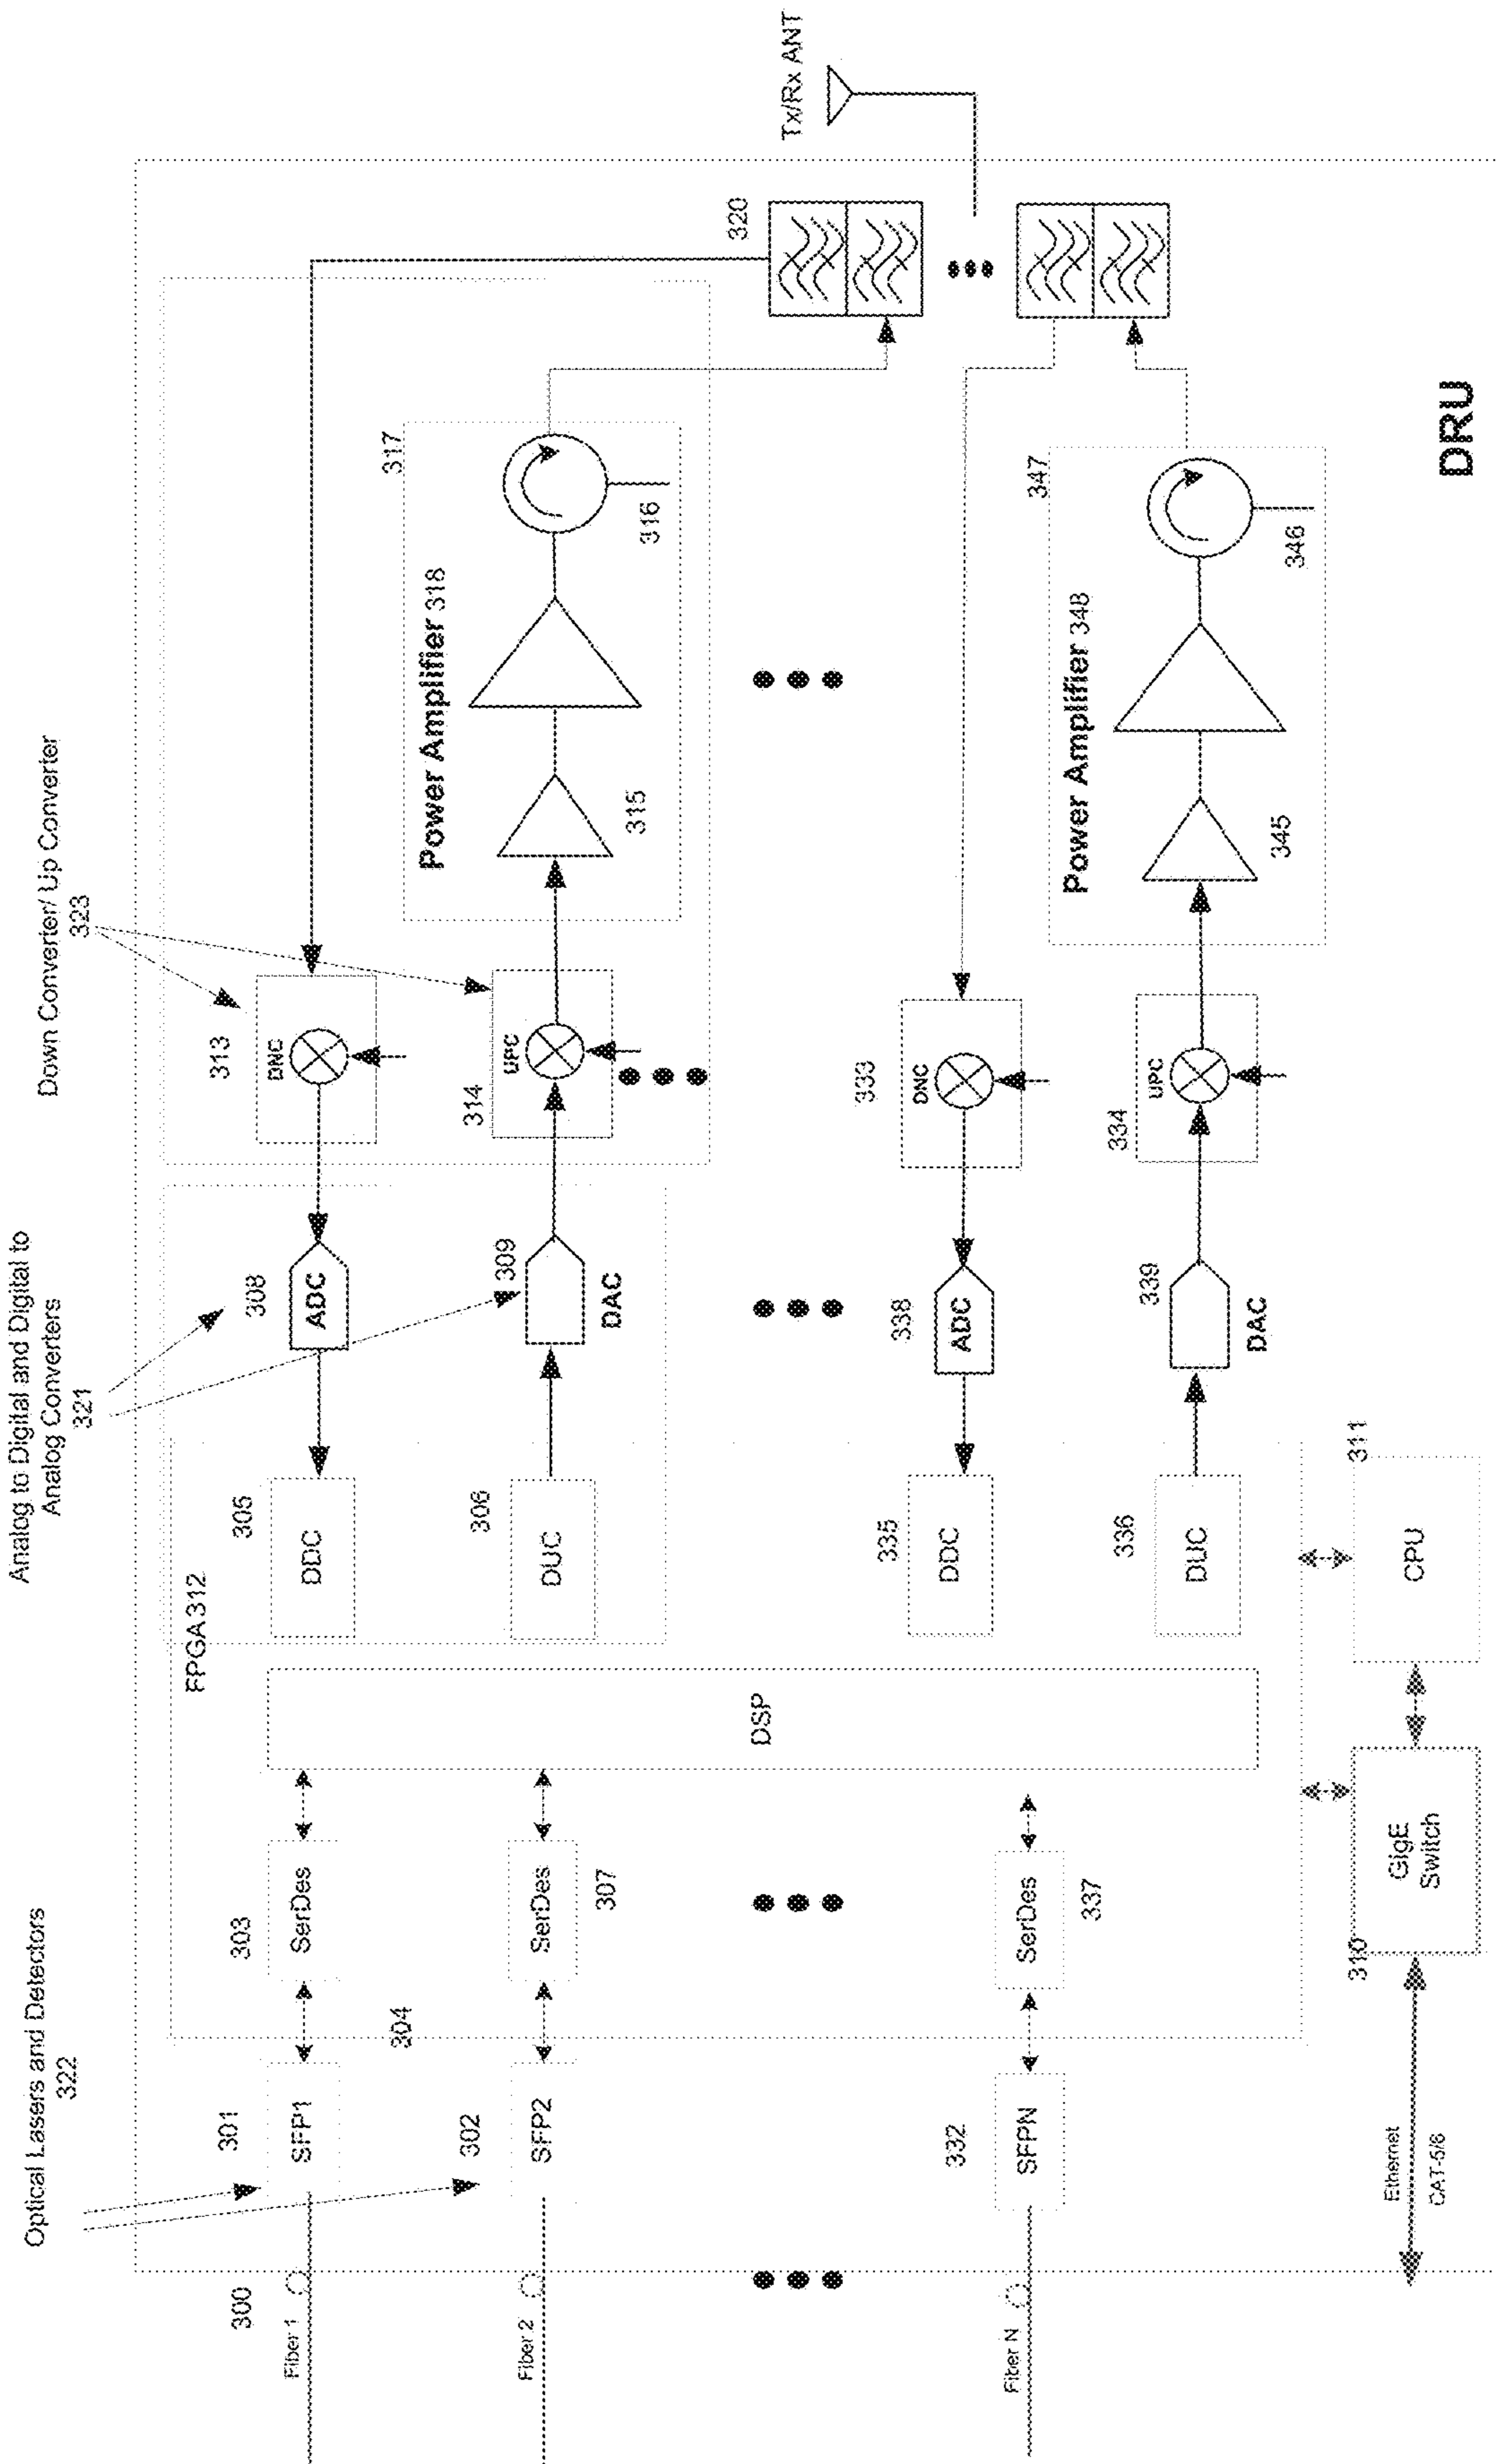 Optical Lasers and Detectors
322
Analog to Digital and Digital to
Analog Converters
321
Down Converter/ Up Converter
323
300
Fiber 1
301
SFP1
304
303
SerDes
FPGA312
305
DDC
308
ADC
313
DNC
320
Tx/Rx ANT
Fiber 2
302
SFP2
SerDes
307
306
DUC
309
DAC
314
UPC
Power Amplifier 318
315
317
316
DSP
Fiber N
332
SFPN
SerDes
337
335
DDC
338
ADC
333
DNC
336
DUC
339
DAC
334
UPC
Power Amplifier 348
345
347
346
Ethernet
CAT-5/6
310
GigE
Switch
311
CPU
DRU